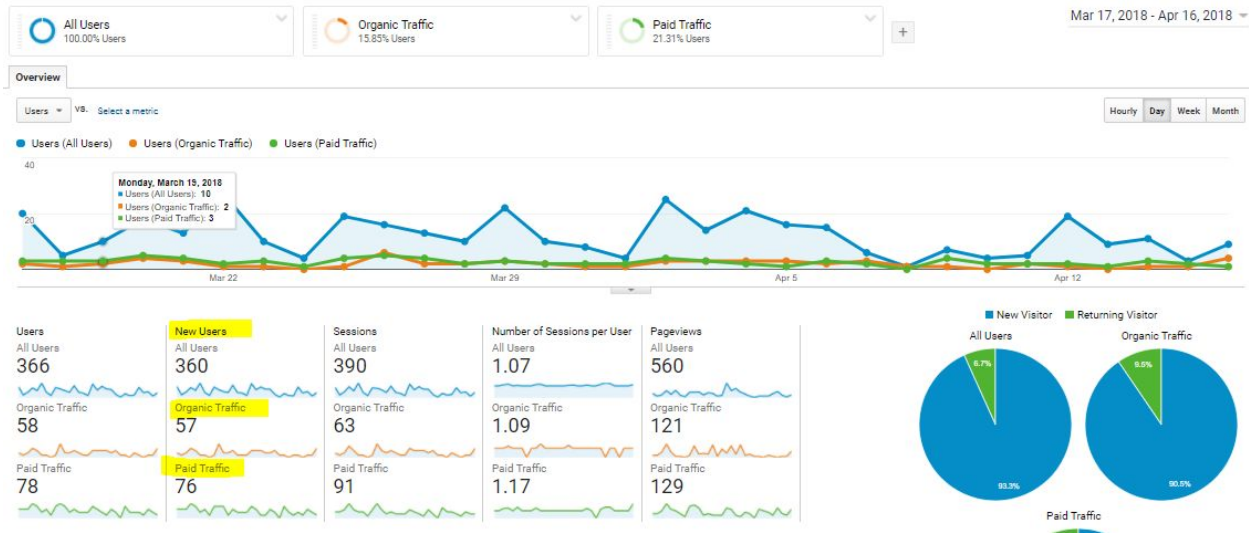 All Users
100.00% Users
Organic Traffic
15.85% Users
Paid Traffic
21.31% Users
+
Mar 17, 2018 - Apr 16, 2018
Overview
Users VS. Select a metric
Hourly Day Week Month
Users (All Users) Users (Organic Traffic) Users (Paid Traffic)
40
20
Monday, March 19, 2018
Users (All Users): 10
Users (Organic Traffic): 2
Users (Paid Traffic): 3
Mar 22 Mar 29 Apr 5 Apr 12
Users
All Users
366
Organic Traffic
58
Paid Traffic
78
New Users
All Users
360
Organic Traffic
57
Paid Traffic
76
Sessions
All Users
390
Organic Traffic
63
Paid Traffic
91
Number of Sessions per User
All Users
1.07
Organic Traffic
1.09
Paid Traffic
1.17
Pageviews
All Users
560
Organic Traffic
121
Paid Traffic
129
New Visitor Returning Visitor
All Users
6.7%
93.3%
Organic Traffic
9.5%
90.5%
Paid Traffic